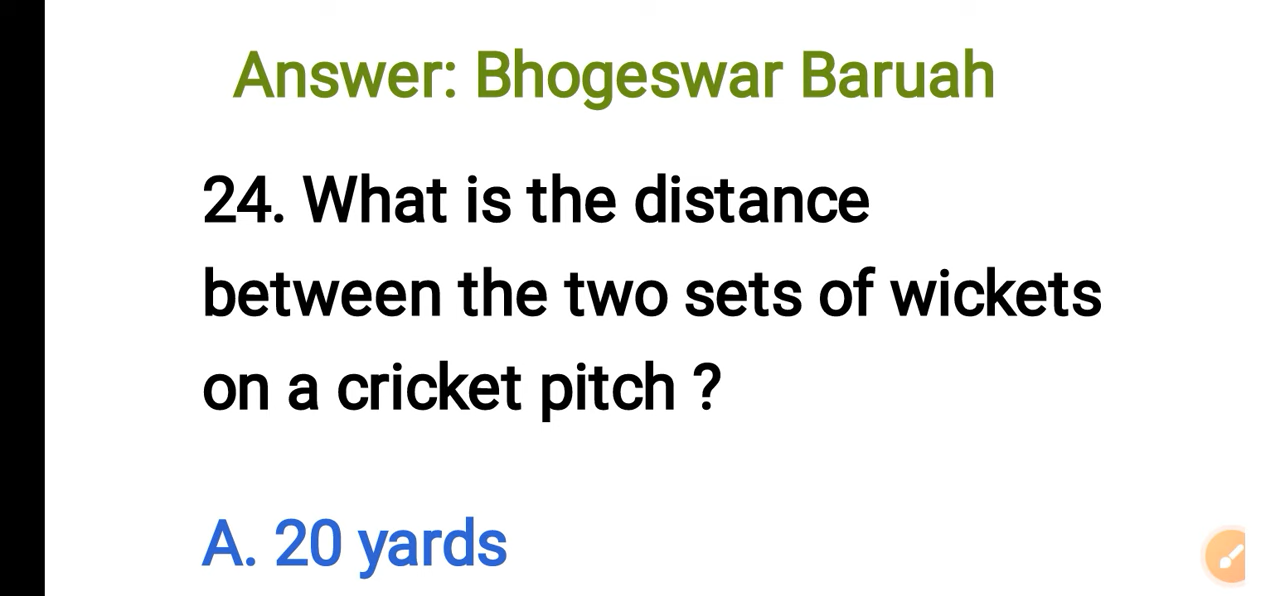 Answer: Bhogeswar Baruah
24. What is the distance
between the two sets of wickets
on a cricket pitch ?
A. 20 yards